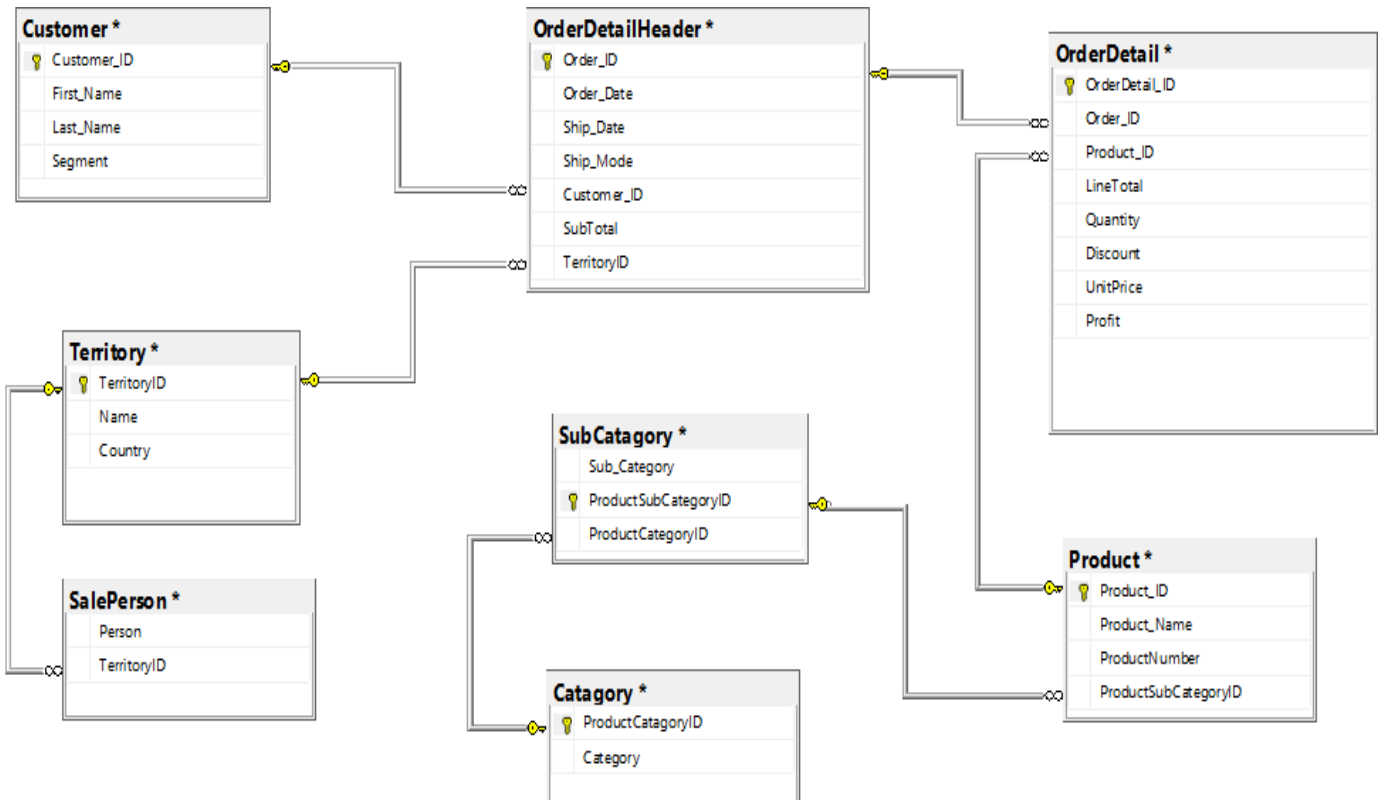 Customer *
Customer_ID
First_Name
Last_Name
Segment
OrderDetailHeader *
Order_ID
Order_Date
Ship_Date
Ship_Mode
Customer_ID
SubTotal
TerritoryID
OrderDetail *
OrderDetail_ID
Order_ID
Product_ID
LineTotal
Quantity
Discount
UnitPrice
Profit
Territory *
TerritoryID
Name
Country
SubCatagory *
Sub_Category
ProductSubCategoryID
ProductCategoryID
SalePerson *
Person
TerritoryID
Product *
Product_ID
Product_Name
ProductNumber
ProductSubCategoryID
Catagory *
ProductCatagoryID
Category